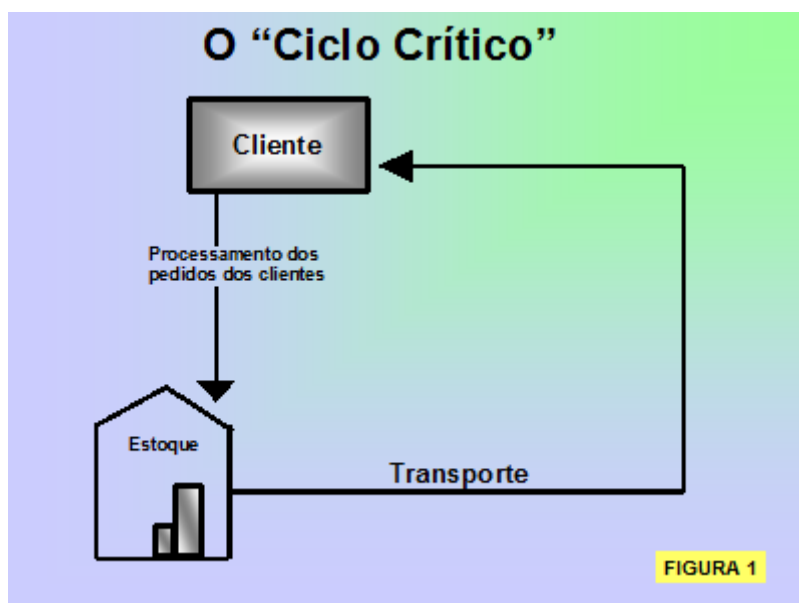 O “Ciclo Crítico”
Cliente
Processamento dos
pedidos dos clientes
Estoque
Transporte
FIGURA 1